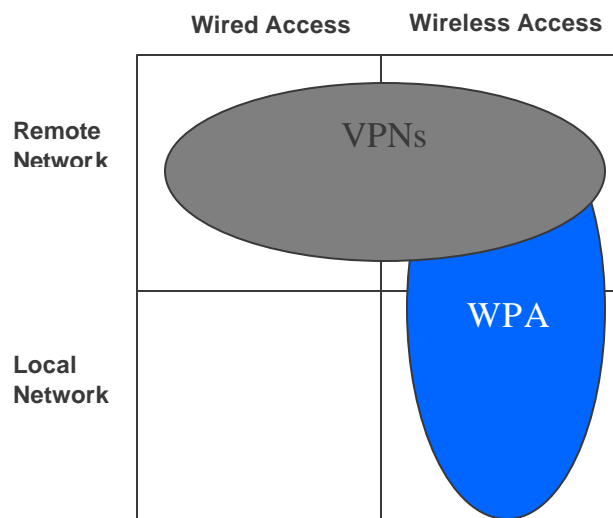 Wired Access
Wireless Access
Remote
Network
VPNs
WPA
Local
Network